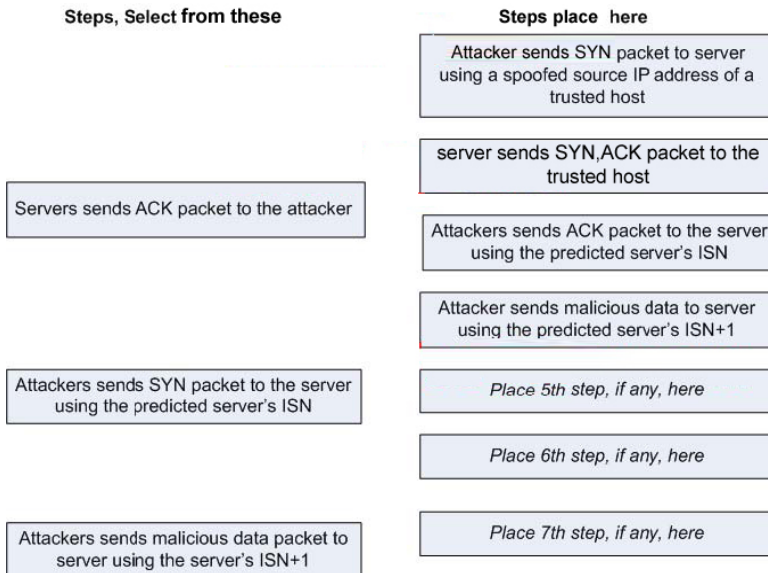 Steps, Select from these
Steps place here
Attacker sends SYN packet to server
using a spoofed source IP address of a
trusted host
server sends SYN,ACK packet to the
trusted host
Servers sends ACK packet to the attacker
Attackers sends ACK packet to the server
using the predicted server's ISN
Attacker sends malicious data to server
using the predicted server's ISN+1
Attackers sends SYN packet to the server
using the predicted server's ISN
Place 5th step, if any, here
Place 6th step, if any, here
Attackers sends malicious data packet to
server using the server's ISN+1
Place 7th step, if any, here